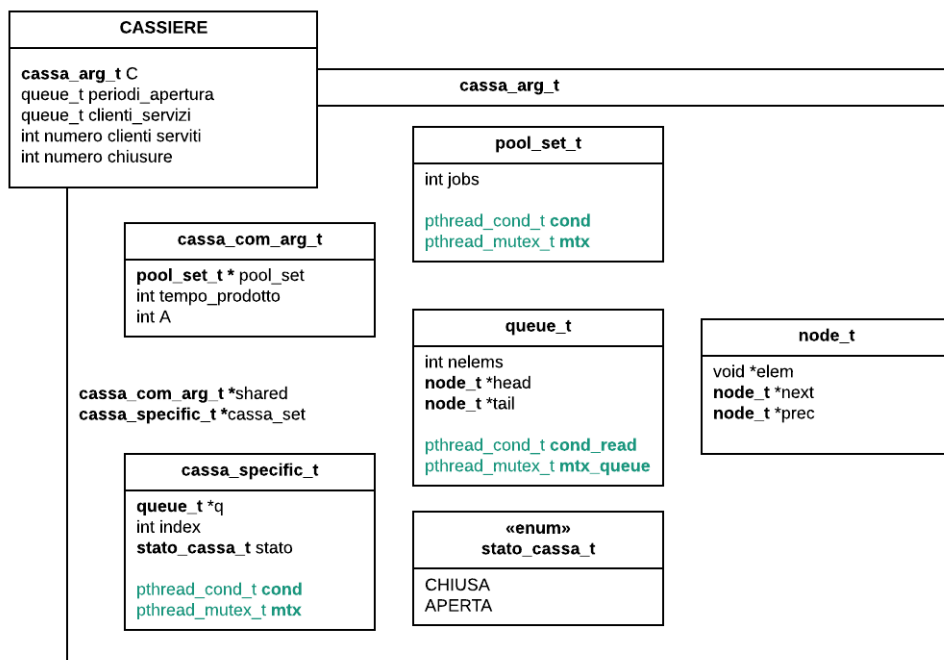 CASSIERE
cassa_arg_t C
queue_t periodi_apertura
queue_t clienti_servizi
int numero clienti serviti
int numero chiusure
cassa_arg_t
pool_set_t
int jobs
pthread_cond_t cond
pthread_mutex_t mtx
cassa_com_arg_t
pool_set_t * pool_set
int tempo_prodotto
int A
queue_t
int nelems
node_t *head
node_t *tail
pthread_cond_t cond_read
pthread_mutex_t mtx_queue
node_t
void *elem
node_t *next
node_t *prec
cassa_com_arg_t *shared
cassa_specific_t *cassa_set
cassa_specific_t
queue_t *q
int index
stato_cassa_t stato
pthread_cond_t cond
pthread_mutex_t mtx
«enum»
stato_cassa_t
CHIUSA
APERTA